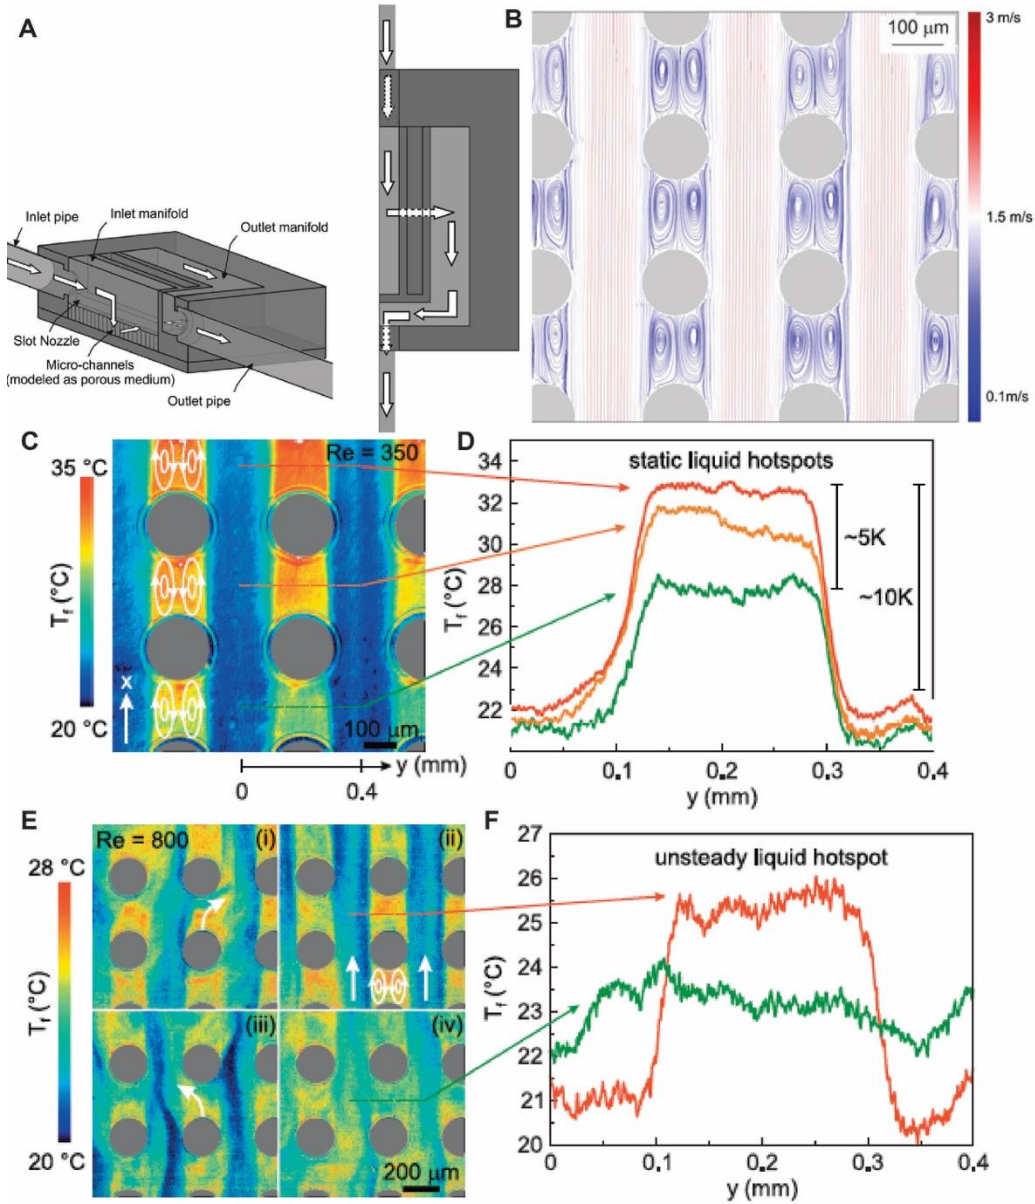 A
Inlet pipe
Inlet manifold
Outlet manifold
Slot Nozzle
Micro-channels
(modeled as porous medium)
Outlet pipe
B
100 μm
3 m/s
1.5 m/s
0.1m/s
C
35 °C
T_f (°C)
20 °C
Re = 350
x
100 μm
y (mm)
0
0.4
D
static liquid hotspots
~5K
~10K
T_f (°C)
34
32
30
28
26
24
22
0
0.1
0.2
0.3
0.4
y (mm)
E
28 °C
T_f (°C)
20 °C
Re = 800
(i)
(ii)
(iii)
(iv)
200 μm
F
unsteady liquid hotspot
T_f (°C)
27
26
25
24
23
22
21
20
0
0.1
0.2
0.3
0.4
y (mm)